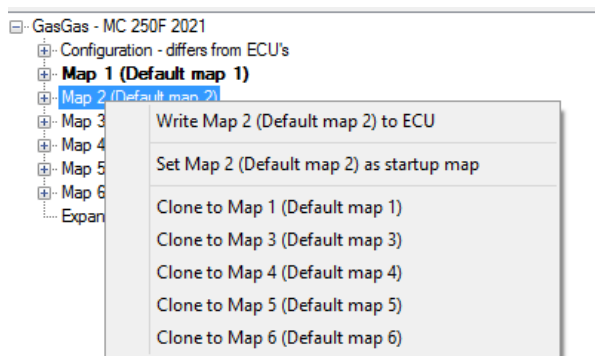 GasGas - MC 250F 2021
Configuration - differs from ECU's
Map 1 (Default map 1)
Map 2 (Default map 2)
Map 3
Map 4
Map 5
Map 6
Expan
Write Map 2 (Default map 2) to ECU
Set Map 2 (Default map 2) as startup map
Clone to Map 1 (Default map 1)
Clone to Map 3 (Default map 3)
Clone to Map 4 (Default map 4)
Clone to Map 5 (Default map 5)
Clone to Map 6 (Default map 6)